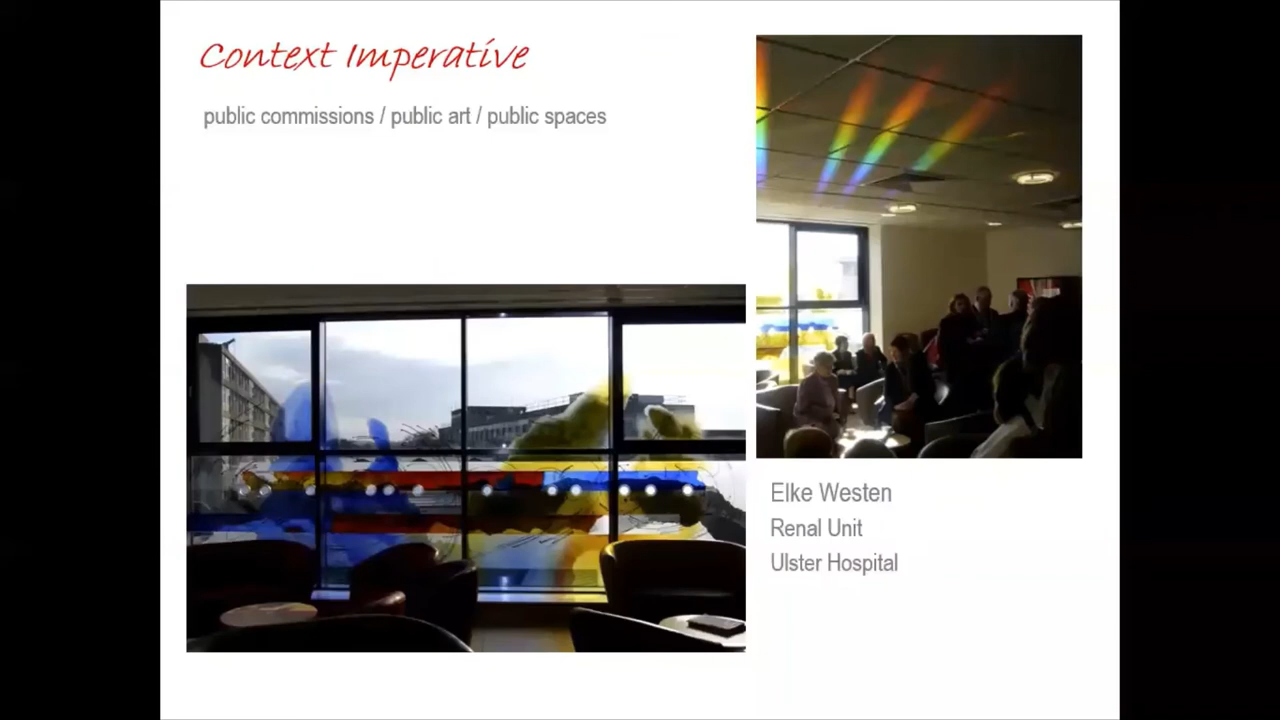 Context Imperative
public commissions / public art / public spaces
Elke Westen
Renal Unit
Ulster Hospital